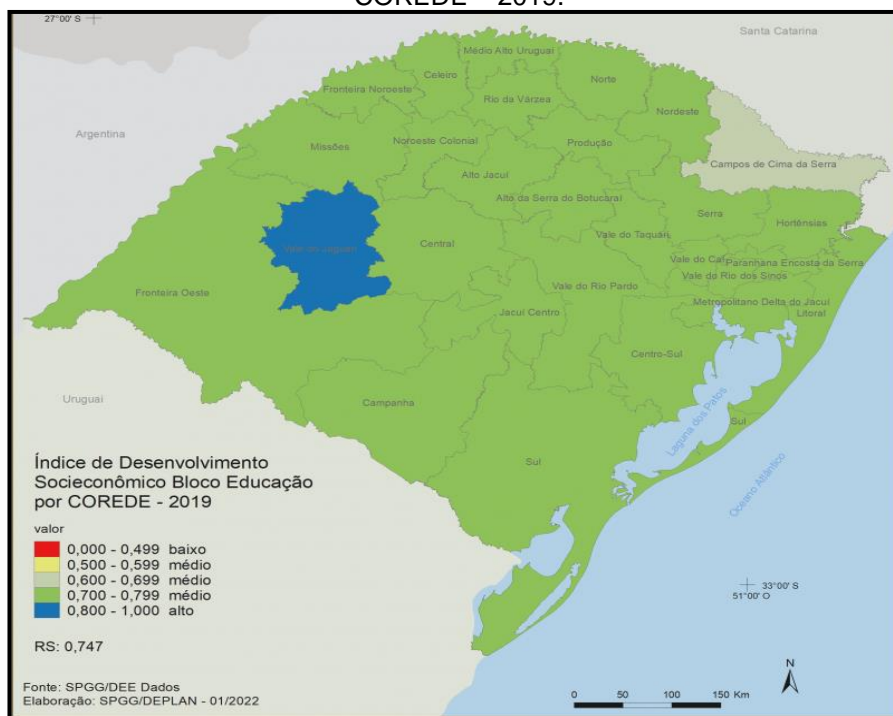 COREDE – 2019.
27°00' S
Santa Catarina
Argentina
Uruguai
Médio Alto Uruguai
Celeiro
Norte
Fronteira Noroeste
Rio da Várzea
Nordeste
Missões
Noroeste Colonial
Produção
Campos de Cima da Serra
Alto Jacuí
Alto da Serra do Botucaraí
Serra
Hortênsias
Central
Vale do Taquari
Vale do Jaguari
Vale do Caí
Paranhana Encosta da Serra
Vale do Rio dos Sinos
Fronteira Oeste
Vale do Rio Pardo
Metropolitano Delta do Jacuí
Jacuí Centro
Litoral
Centro-Sul
Campanha
Laguna dos Patos
Sul
Sul
Oceano Atlântico
Índice de Desenvolvimento
Socieconômico Bloco Educação
por COREDE - 2019
valor
0,000 - 0,499 baixo
0,500 - 0,599 médio
0,600 - 0,699 médio
0,700 - 0,799 médio
0,800 - 1,000 alto
33°00' S
51°00' O
RS: 0,747
N
Fonte: SPGG/DEE Dados
Elaboração: SPGG/DEPLAN - 01/2022
0 50 100 150 Km